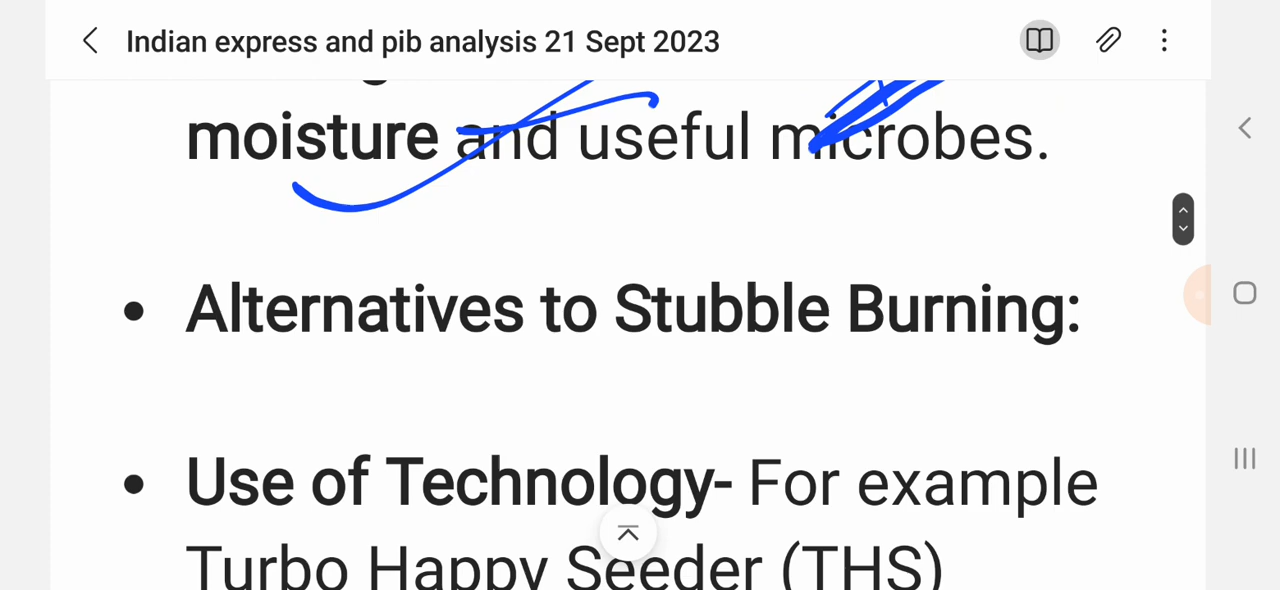 Indian express and pib analysis 21 Sept 2023
moisture and useful microbes.
• Alternatives to Stubble Burning:
• Use of Technology- For example
Turbo Happy Seeder (THS)